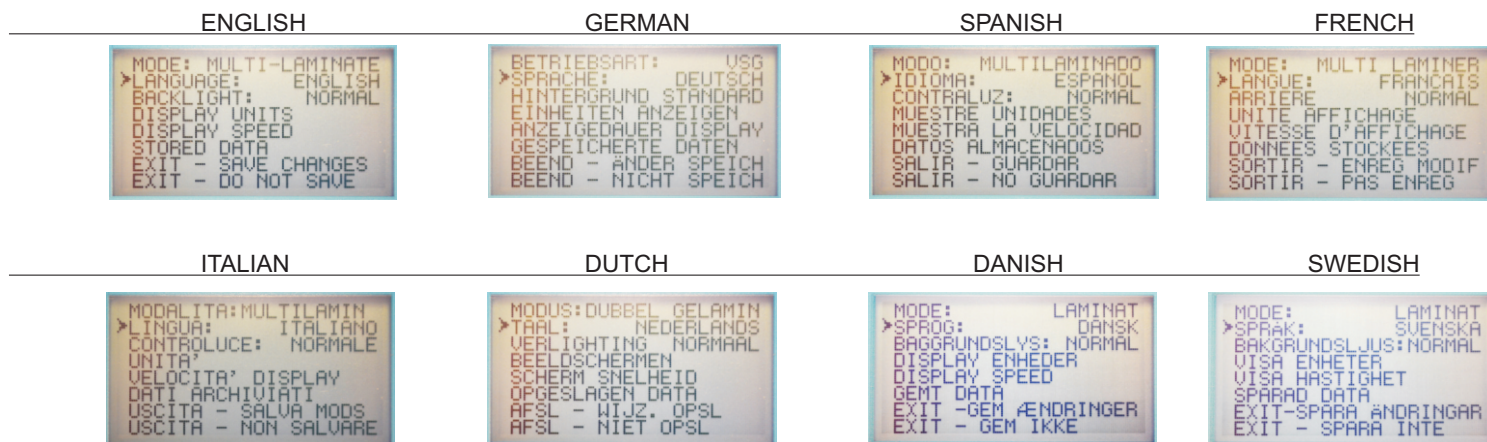 ENGLISH GERMAN SPANISH FRENCH
MODE: MULTI-LAMINATE
➤LANGUAGE: ENGLISH
BACKLIGHT: NORMAL
DISPLAY UNITS
DISPLAY SPEED
STORED DATA
EXIT - SAVE CHANGES
EXIT - DO NOT SAVE
BETRIEBSART: VSG
➤SPRACHE: DEUTSCH
HINTERGRUND STANDARD
EINHEITEN ANZEIGEN
ANZEIGEDAUER DISPLAY
GESPEICHERTE DATEN
BEEND - ÄNDER SPEICH
BEEND - NICHT SPEICH
MODO: MULTILAMINADO
➤IDIOMA: ESPANOL
CONTRALUZ: NORMAL
MUESTRE UNIDADES
MUESTRA LA VELOCIDAD
DATOS ALMACENADOS
SALIR - GUARDAR
SALIR - NO GUARDAR
MODE: MULTI LAMINER
➤LANGUE: FRANCAIS
ARRIERE NORMAL
UNITE AFFICHAGE
VITESSE D'AFFICHAGE
DONNEES STOCKEES
SORTIR - ENREG MODIF
SORTIR - PAS ENREG
ITALIAN DUTCH DANISH SWEDISH
MODALITA:MULTILAMIN
➤LINGUA: ITALIANO
CONTROLUCE: NORMALE
UNITA'
VELOCITA' DISPLAY
DATI ARCHIVIATI
USCITA - SALVA MODS
USCITA - NON SALVARE
MODUS:DUBBEL GELAMIN
➤TAAL: NEDERLANDS
VERLIGHTING NORMAAL
BEELDSCHERMEN
SCHERM SNELHEID
OPGESLAGEN DATA
AFSL - WIJZ. OPSL
AFSL - NIET OPSL
MODE: LAMINAT
➤SPROG: DANSK
BAGGRUNDSLYS: NORMAL
DISPLAY ENHEDER
DISPLAY SPEED
GEMT DATA
EXIT -GEM ÆNDRINGER
EXIT - GEM IKKE
MODE: LAMINAT
➤SPRÅK: SVENSKA
BAKGRUNDSLJUS:NORMAL
VISA ENHETER
VISA HASTIGHET
SPARAD DATA
EXIT-SPARA ÄNDRINGAR
EXIT - SPARA INTE